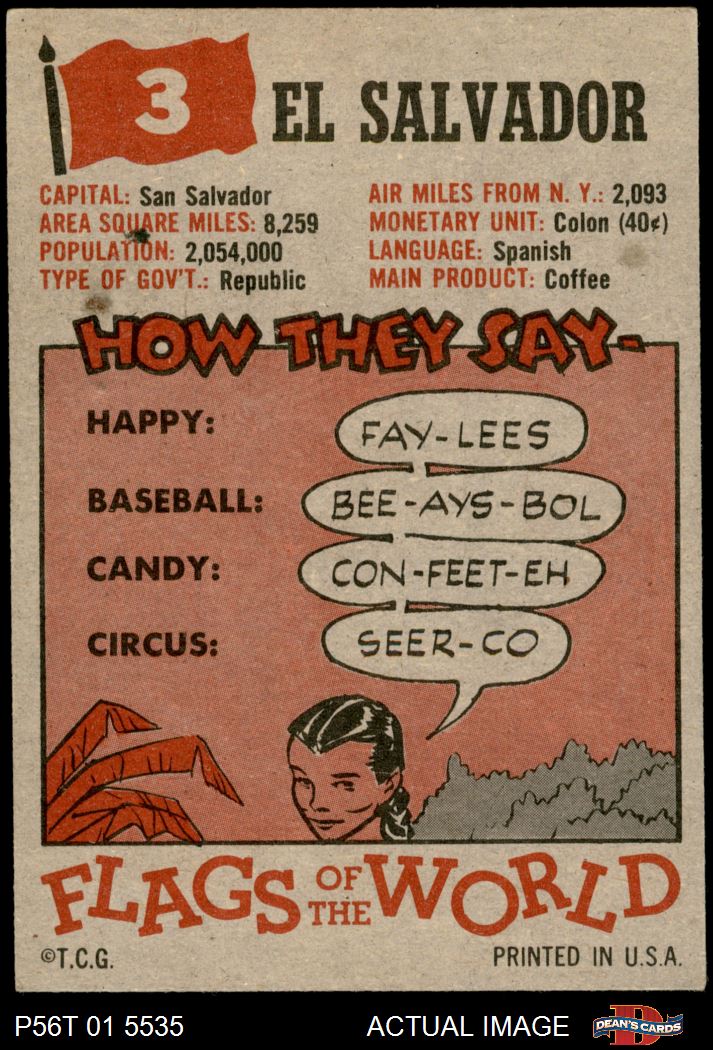 3
EL SALVADOR
CAPITAL: San Salvador
AREA SQUARE MILES: 8,259
POPULATION: 2,054,000
TYPE OF GOV'T.: Republic
AIR MILES FROM N. Y.: 2,093
MONETARY UNIT: Colon (40¢)
LANGUAGE: Spanish
MAIN PRODUCT: Coffee
HOW THEY SAY-
HAPPY: FAY-LEES
BASEBALL: BEE-AYS-BOL
CANDY: CON-FEET-EH
CIRCUS: SEER-CO
FLAGS OF THE WORLD
©T.C.G. PRINTED IN U.S.A.
P56T 01 5535 ACTUAL IMAGE D DEAN'S CARDS